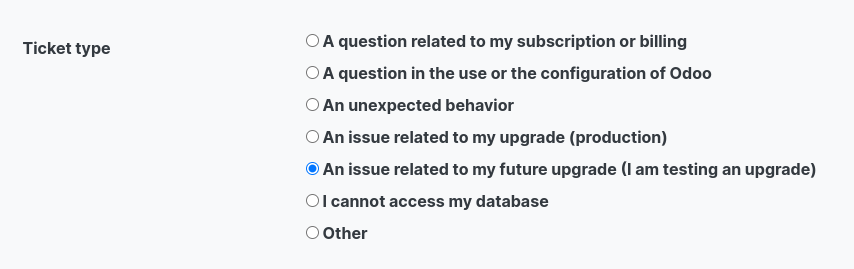 Ticket type
A question related to my subscription or billing
A question in the use or the configuration of Odoo
An unexpected behavior
An issue related to my upgrade (production)
An issue related to my future upgrade (I am testing an upgrade)
I cannot access my database
Other